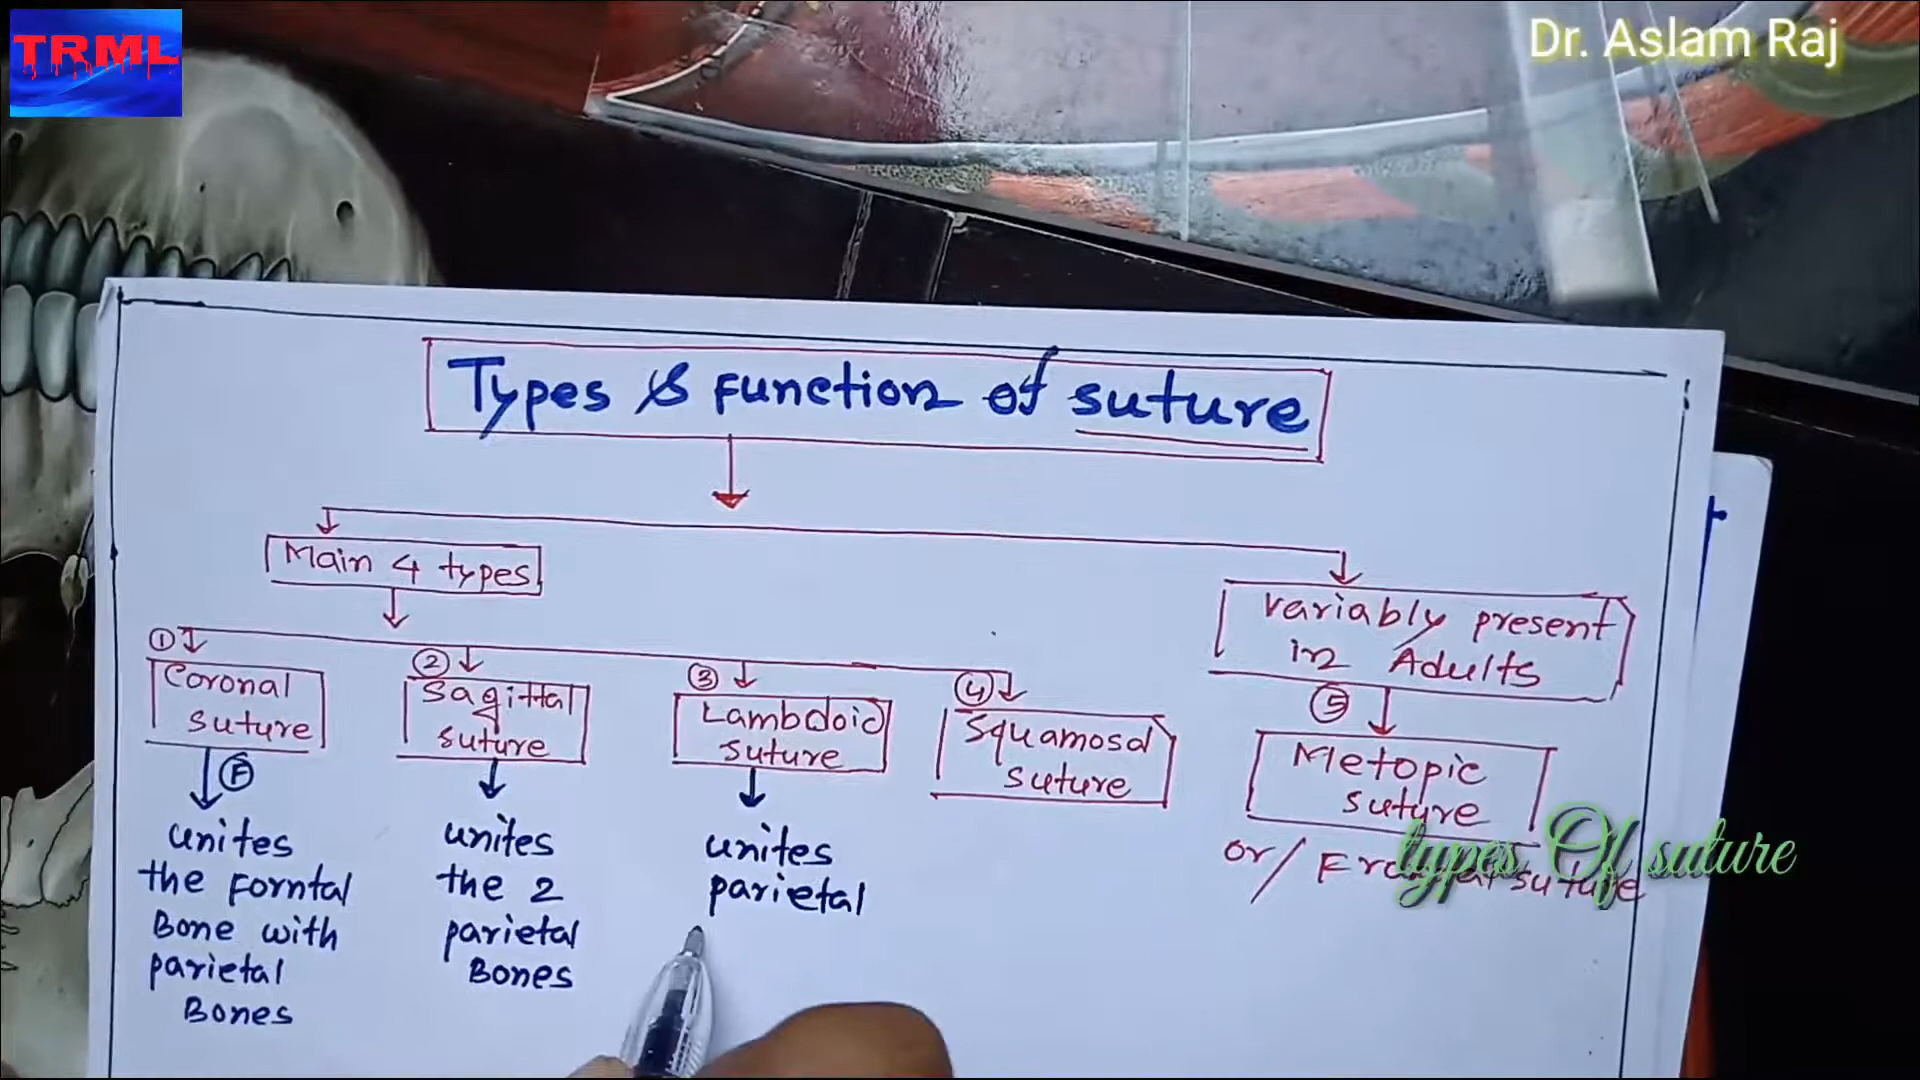 TRML
Dr. Aslam Raj
Types & function of suture
Main 4 types
variably present
in Adults
① Coronal
suture
② Sagittal
suture
③ Lambdoid
suture
④ Squamosal
suture
⑤ Metopic
suture
or/ Frontal suture
types Of suture
F
unites
the forntal
Bone with
parietal
Bones
unites
the 2
parietal
Bones
unites
parietal